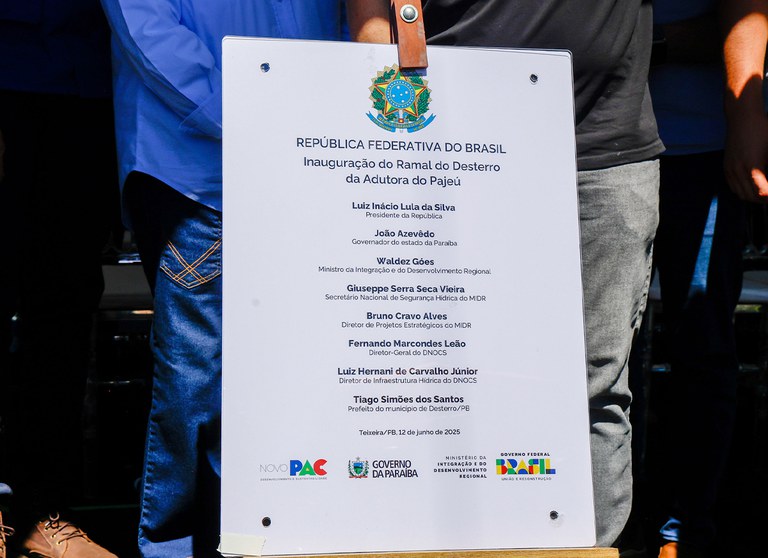 REPÚBLICA FEDERATIVA DO BRASIL
Inauguração do Ramal do Desterro
da Adutora do Pajeú
Luiz Inácio Lula da Silva
Presidente da República
João Azevêdo
Governador do estado da Paraíba
Waldez Góes
Ministro da Integração e do Desenvolvimento Regional
Giuseppe Serra Seca Vieira
Secretário Nacional de Segurança Hídrica do MIDR
Bruno Cravo Alves
Diretor de Projetos Estratégicos do MIDR
Fernando Marcondes Leão
Diretor-Geral do DNOCS
Luiz Hernani de Carvalho Júnior
Diretor de Infraestrutura Hídrica do DNOCS
Tiago Simões dos Santos
Prefeito do município de Desterro/PB
Teixeira/PB, 12 de junho de 2025
NOVO PAC
GOVERNO
DA PARAÍBA
MINISTÉRIO DA
INTEGRAÇÃO E DO
DESENVOLVIMENTO
REGIONAL
GOVERNO FEDERAL
BRASIL
UNIÃO E RECONSTRUÇÃO